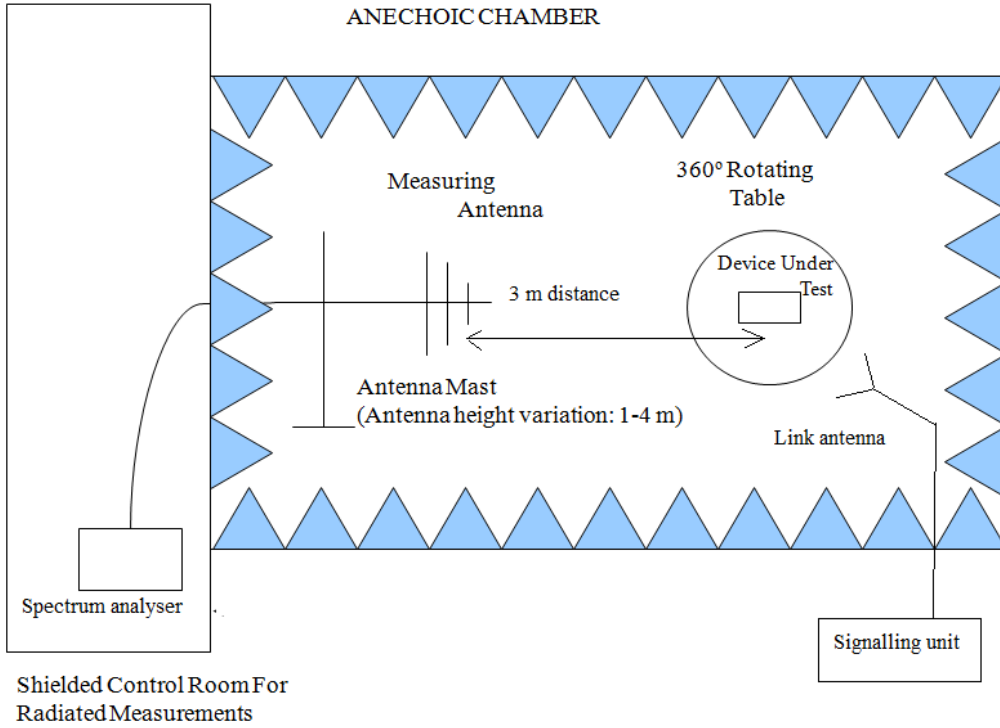 ANECHOIC CHAMBER
360º Rotating
Table
Measuring
Antenna
Device Under
Test
3 m distance
Antenna Mast
(Antenna height variation: 1-4 m)
Link antenna
Spectrum analyser
Signalling unit
Shielded Control Room For
Radiated Measurements